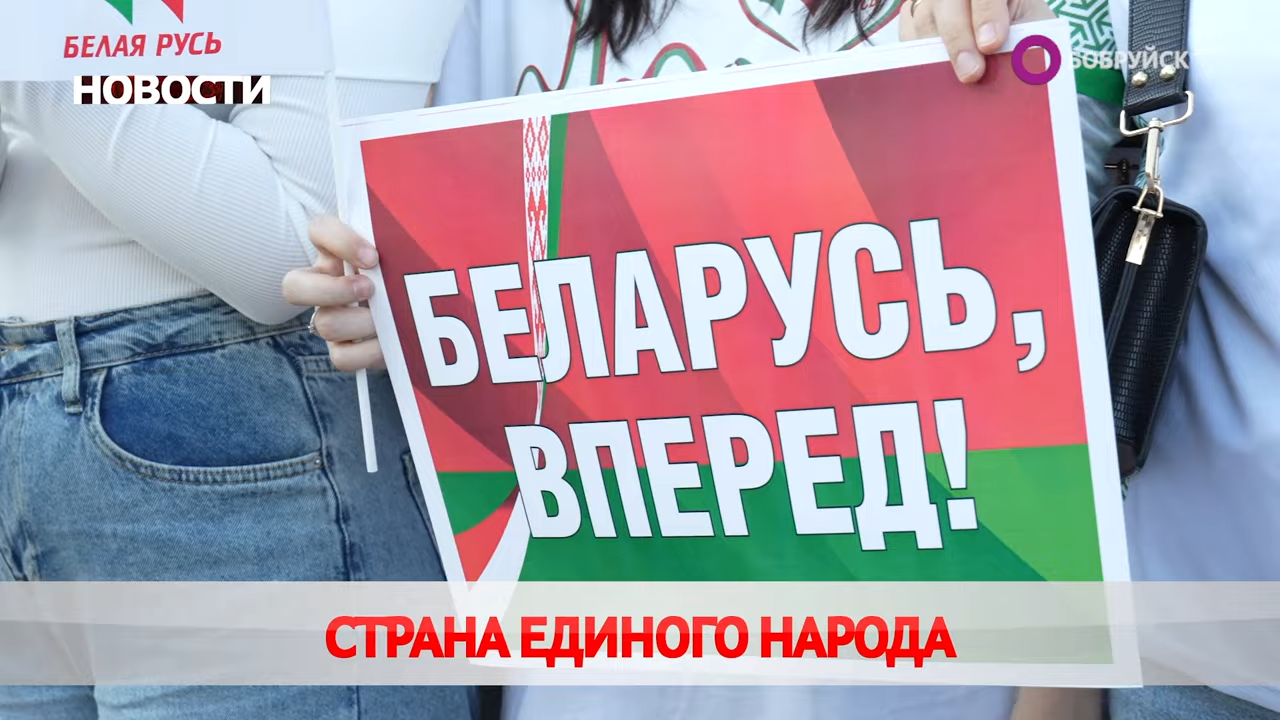 БЕЛАЯ РУСЬ
НОВОСТИ
БОБРУЙСК
БЕЛАРУСЬ,
ВПЕРЕД!
СТРАНА ЕДИНОГО НАРОДА